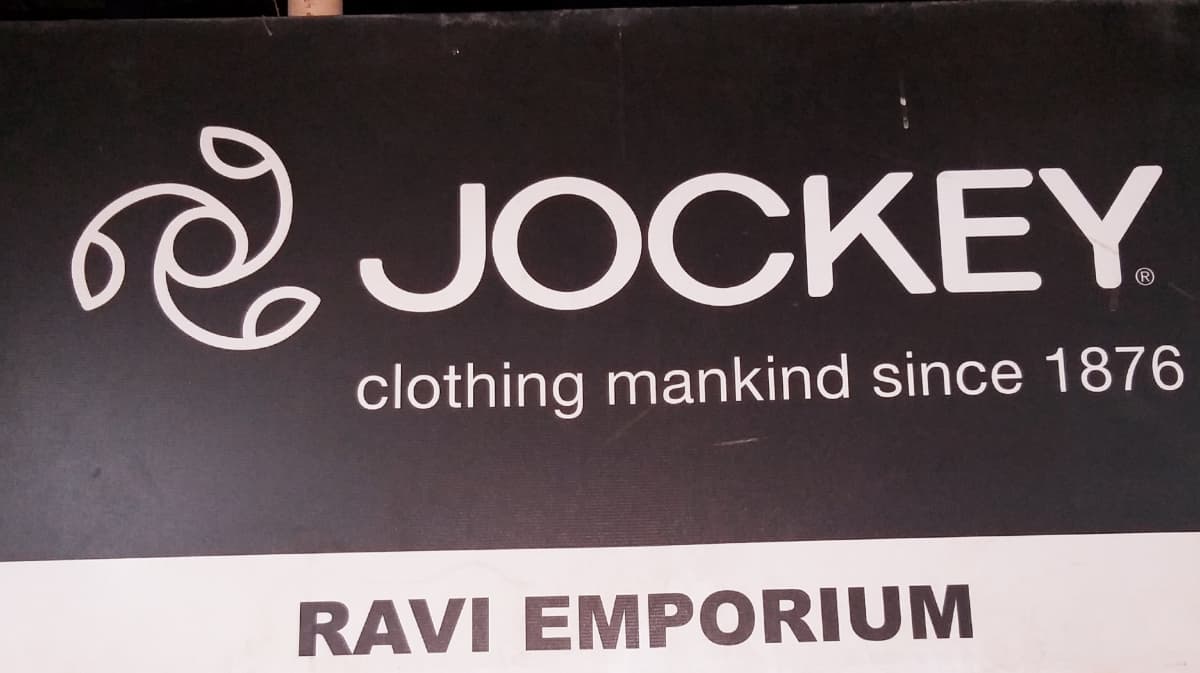 JOCKEY®
clothing mankind since 1876
RAVI EMPORIUM